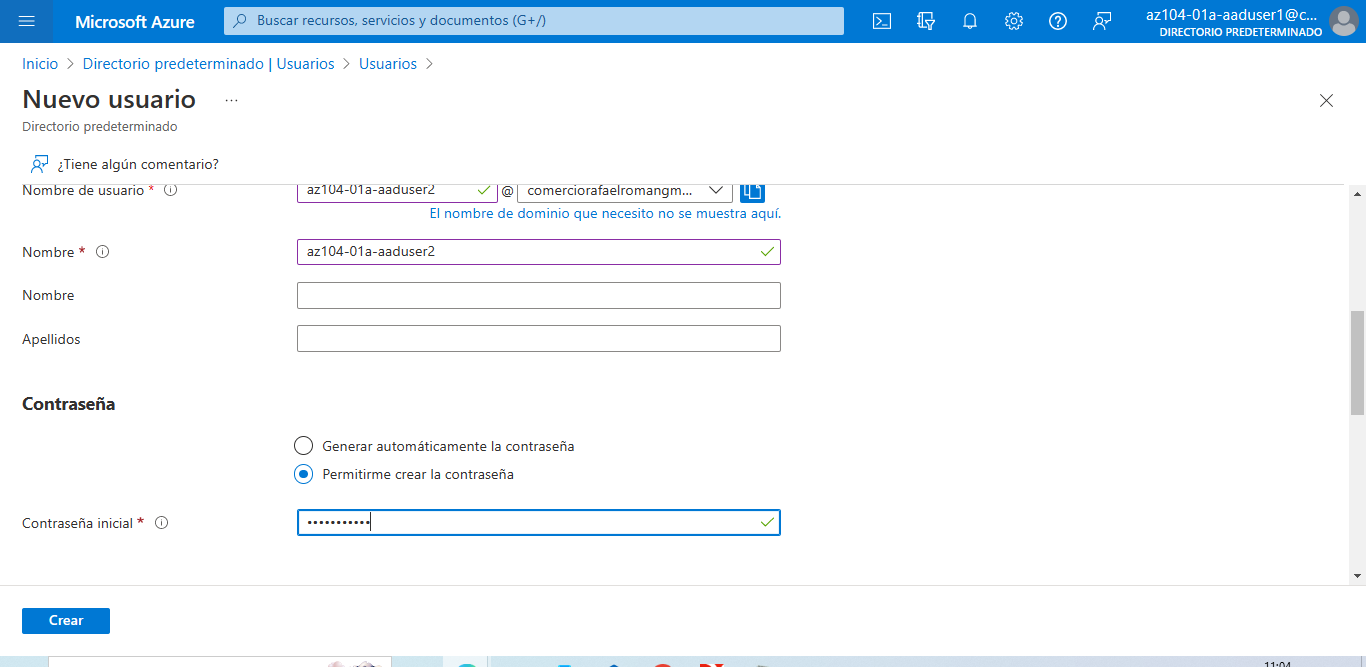 Microsoft Azure
Buscar recursos, servicios y documentos (G+/)
az104-01a-aaduser1@c...
DIRECTORIO PREDETERMINADO
Inicio > Directorio predeterminado | Usuarios > Usuarios >
Nuevo usuario ...
Directorio predeterminado
¿Tiene algún comentario?
Nombre de usuario * az104-01a-aaduser2 @ comerciorafaelromangm...
El nombre de dominio que necesito no se muestra aquí.
Nombre * az104-01a-aaduser2
Nombre
Apellidos
Contraseña
Generar automáticamente la contraseña
Permitirme crear la contraseña
Contraseña inicial * •••••••••••
Crear
11:04